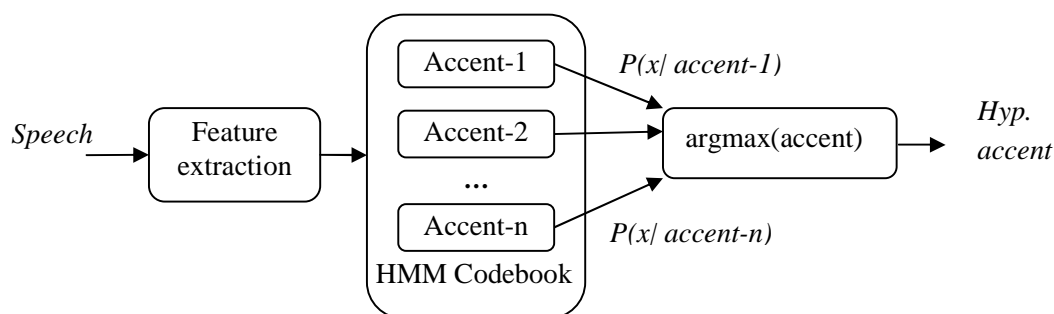 Speech
Feature
extraction
Accent-1
Accent-2
...
Accent-n
HMM Codebook
P(x/ accent-1)
P(x/ accent-n)
argmax(accent)
Hyp.
accent